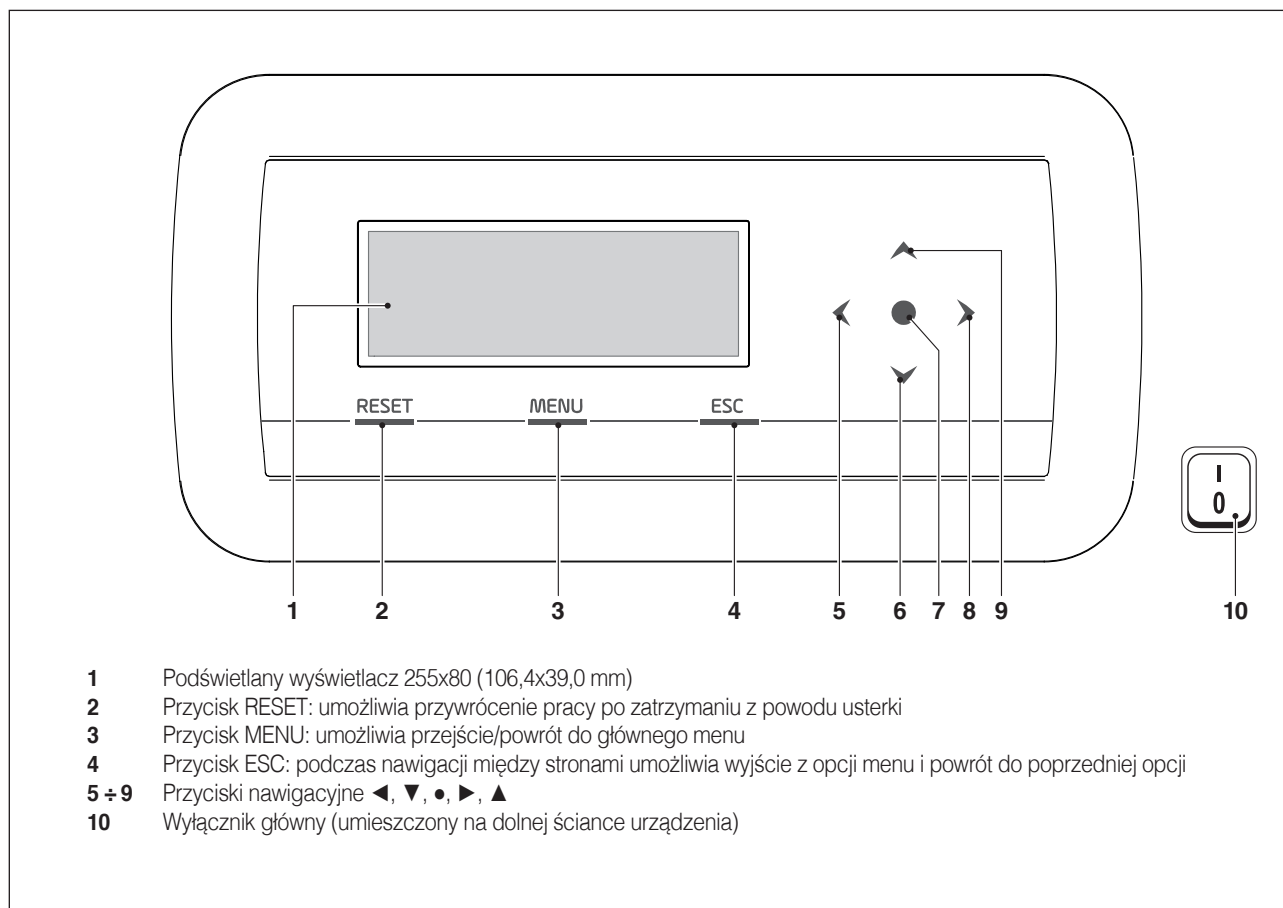 RESET MENU ESC
I
0
1 2 3 4 5 6 7 8 9 10
1 Podświetlany wyświetlacz 255x80 (106,4x39,0 mm)
2 Przycisk RESET: umożliwia przywrócenie pracy po zatrzymaniu z powodu usterki
3 Przycisk MENU: umożliwia przejście/powrót do głównego menu
4 Przycisk ESC: podczas nawigacji między stronami umożliwia wyjście z opcji menu i powrót do poprzedniej opcji
5 ÷ 9 Przyciski nawigacyjne ◀, ▼, ●, ▶, ▲
10 Wyłącznik główny (umieszczony na dolnej ściance urządzenia)